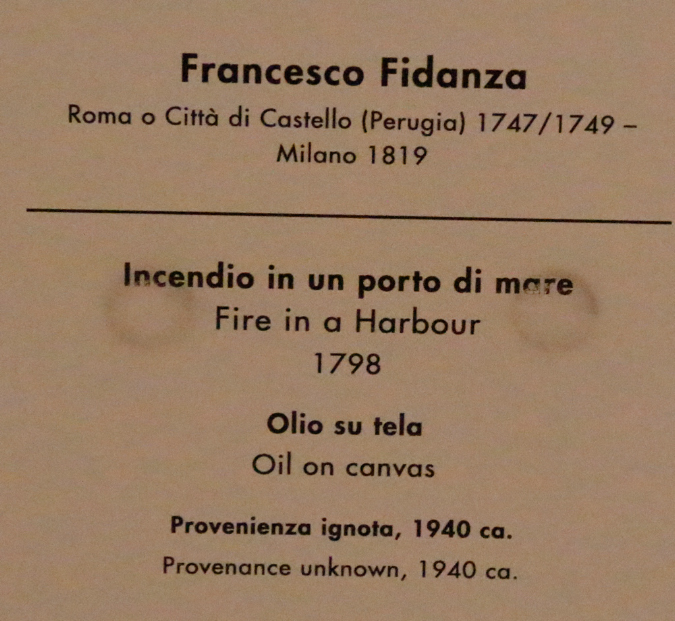 Francesco Fidanza
Roma o Città di Castello (Perugia) 1747/1749 –
Milano 1819
Incendio in un porto di mare
Fire in a Harbour
1798
Olio su tela
Oil on canvas
Provenienza ignota, 1940 ca.
Provenance unknown, 1940 ca.